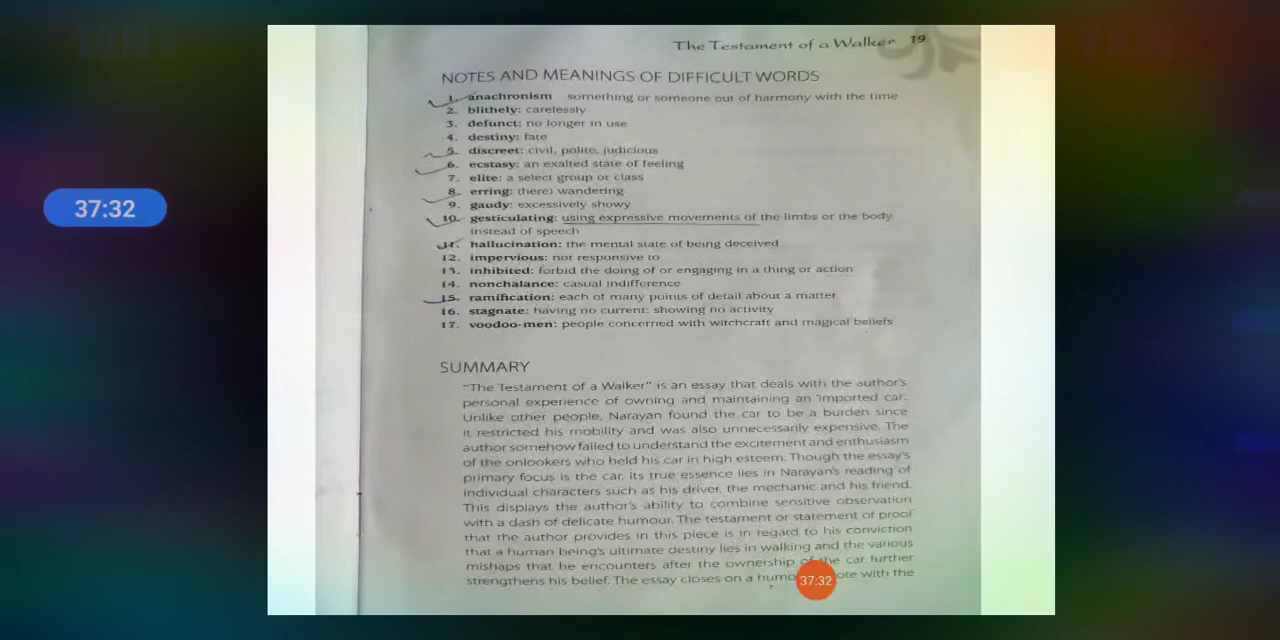 The Testament of a Walker 19
NOTES AND MEANINGS OF DIFFICULT WORDS
1. anachronism something or someone out of harmony with the time
2. blithely: carelessly
3. defunct: no longer in use
4. destiny: fate
5. discreet: civil, polite, judicious
6. ecstasy: an exalted state of feeling
7. elite: a select group or class
8. erring: (here) wandering
9. gaudy: excessively showy
10. gesticulating: using expressive movements of the limbs or the body
instead of speech
11. hallucination: the mental state of being deceived
12. impervious: not responsive to
13. inhibited: forbid the doing of or engaging in a thing or action
14. nonchalance: casual indifference
15. ramification: each of many points of detail about a matter
16. stagnate: having no current; showing no activity
17. voodoo-men: people concerned with witchcraft and magical beliefs
37:32
SUMMARY
"The Testament of a Walker" is an essay that deals with the author's
personal experience of owning and maintaining an imported car.
Unlike other people, Narayan found the car to be a burden since
it restricted his mobility and was also unnecessarily expensive. The
author somehow failed to understand the excitement and enthusiasm
of the onlookers who held his car in high esteem. Though the essay's
primary focus is the car, its true essence lies in Narayan's reading of
individual characters such as his driver, the mechanic and his friend.
This displays the author's ability to combine sensitive observation
with a dash of delicate humour. The testament or statement of proof
that the author provides in this piece is in regard to his conviction
that a human being's ultimate destiny lies in walking and the various
mishaps that he encounters after the ownership of the car further
strengthens his belief. The essay closes on a with the
37:32